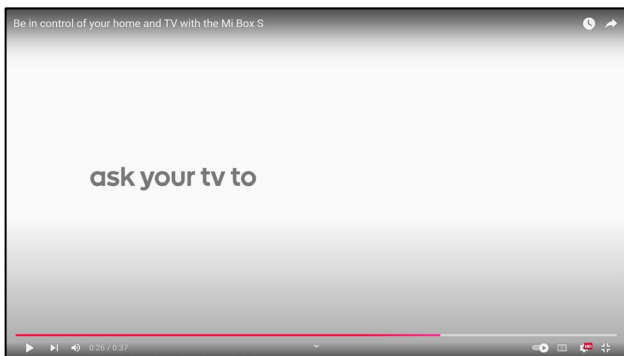 Be in control of your home and TV with the Mi Box S
ask your tv to
0:26 / 0:37
HD